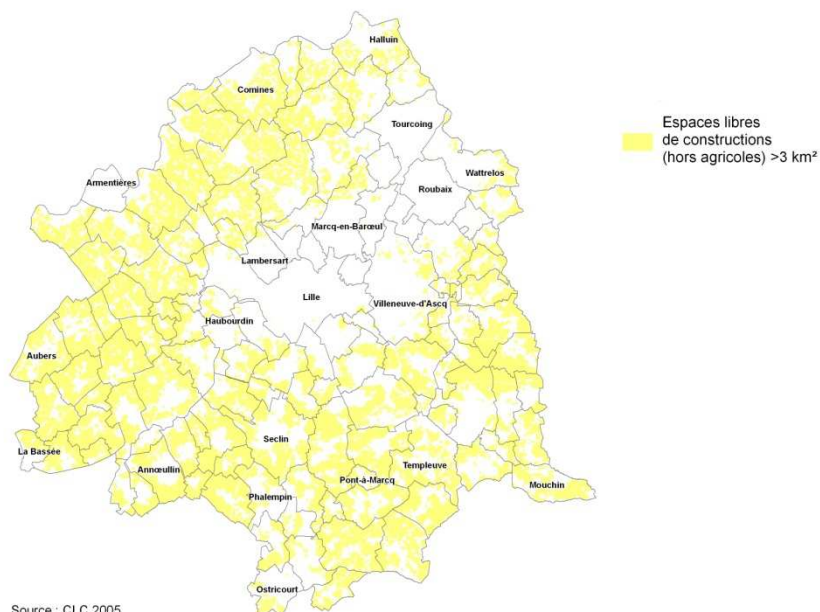 Halluin
Comines
Tourcoing
Espaces libres
de constructions
(hors agricoles) >3 km²
Wattrelos
Armentières
Roubaix
Marcq-en-Barœul
Lambersart
Lille
Villeneuve-d'Ascq
Haubourdin
Aubers
Seclin
La Bassée
Annœullin
Templeuve
Pont-à-Marcq
Mouchin
Phalempin
Ostricourt
Source : CLC 2005